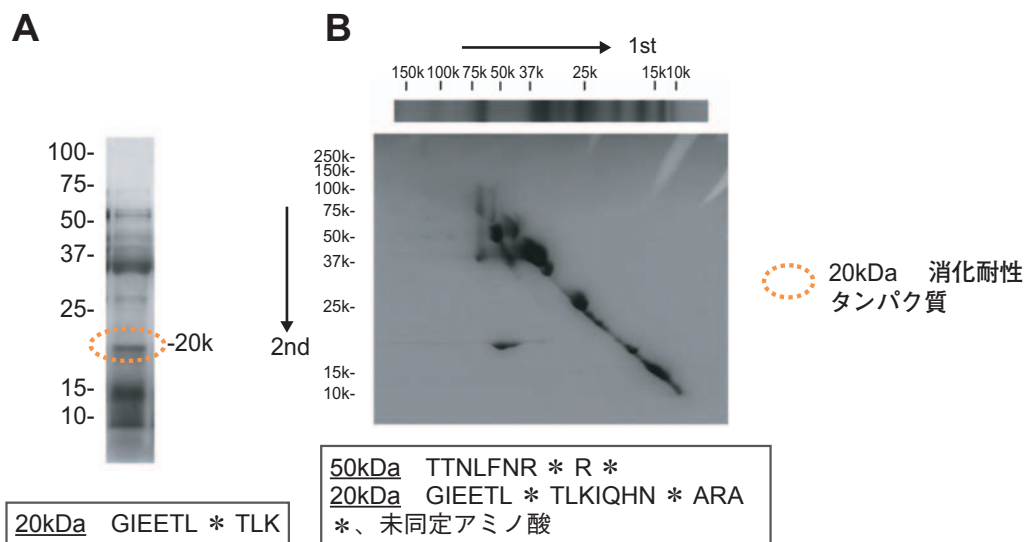 A
100-
75-
50-
37-
25-
-20k
15-
10-
20kDa GIEETL * TLK
B
1st
150k 100k 75k 50k 37k 25k 15k 10k
2nd
250k-
150k-
100k-
75k-
50k-
37k-
25k-
15k-
10k-
50kDa TTNLFNR * R *
20kDa GIEETL * TLKIQHN * ARA
*、未同定アミノ酸
20kDa 消化耐性
タンパク質